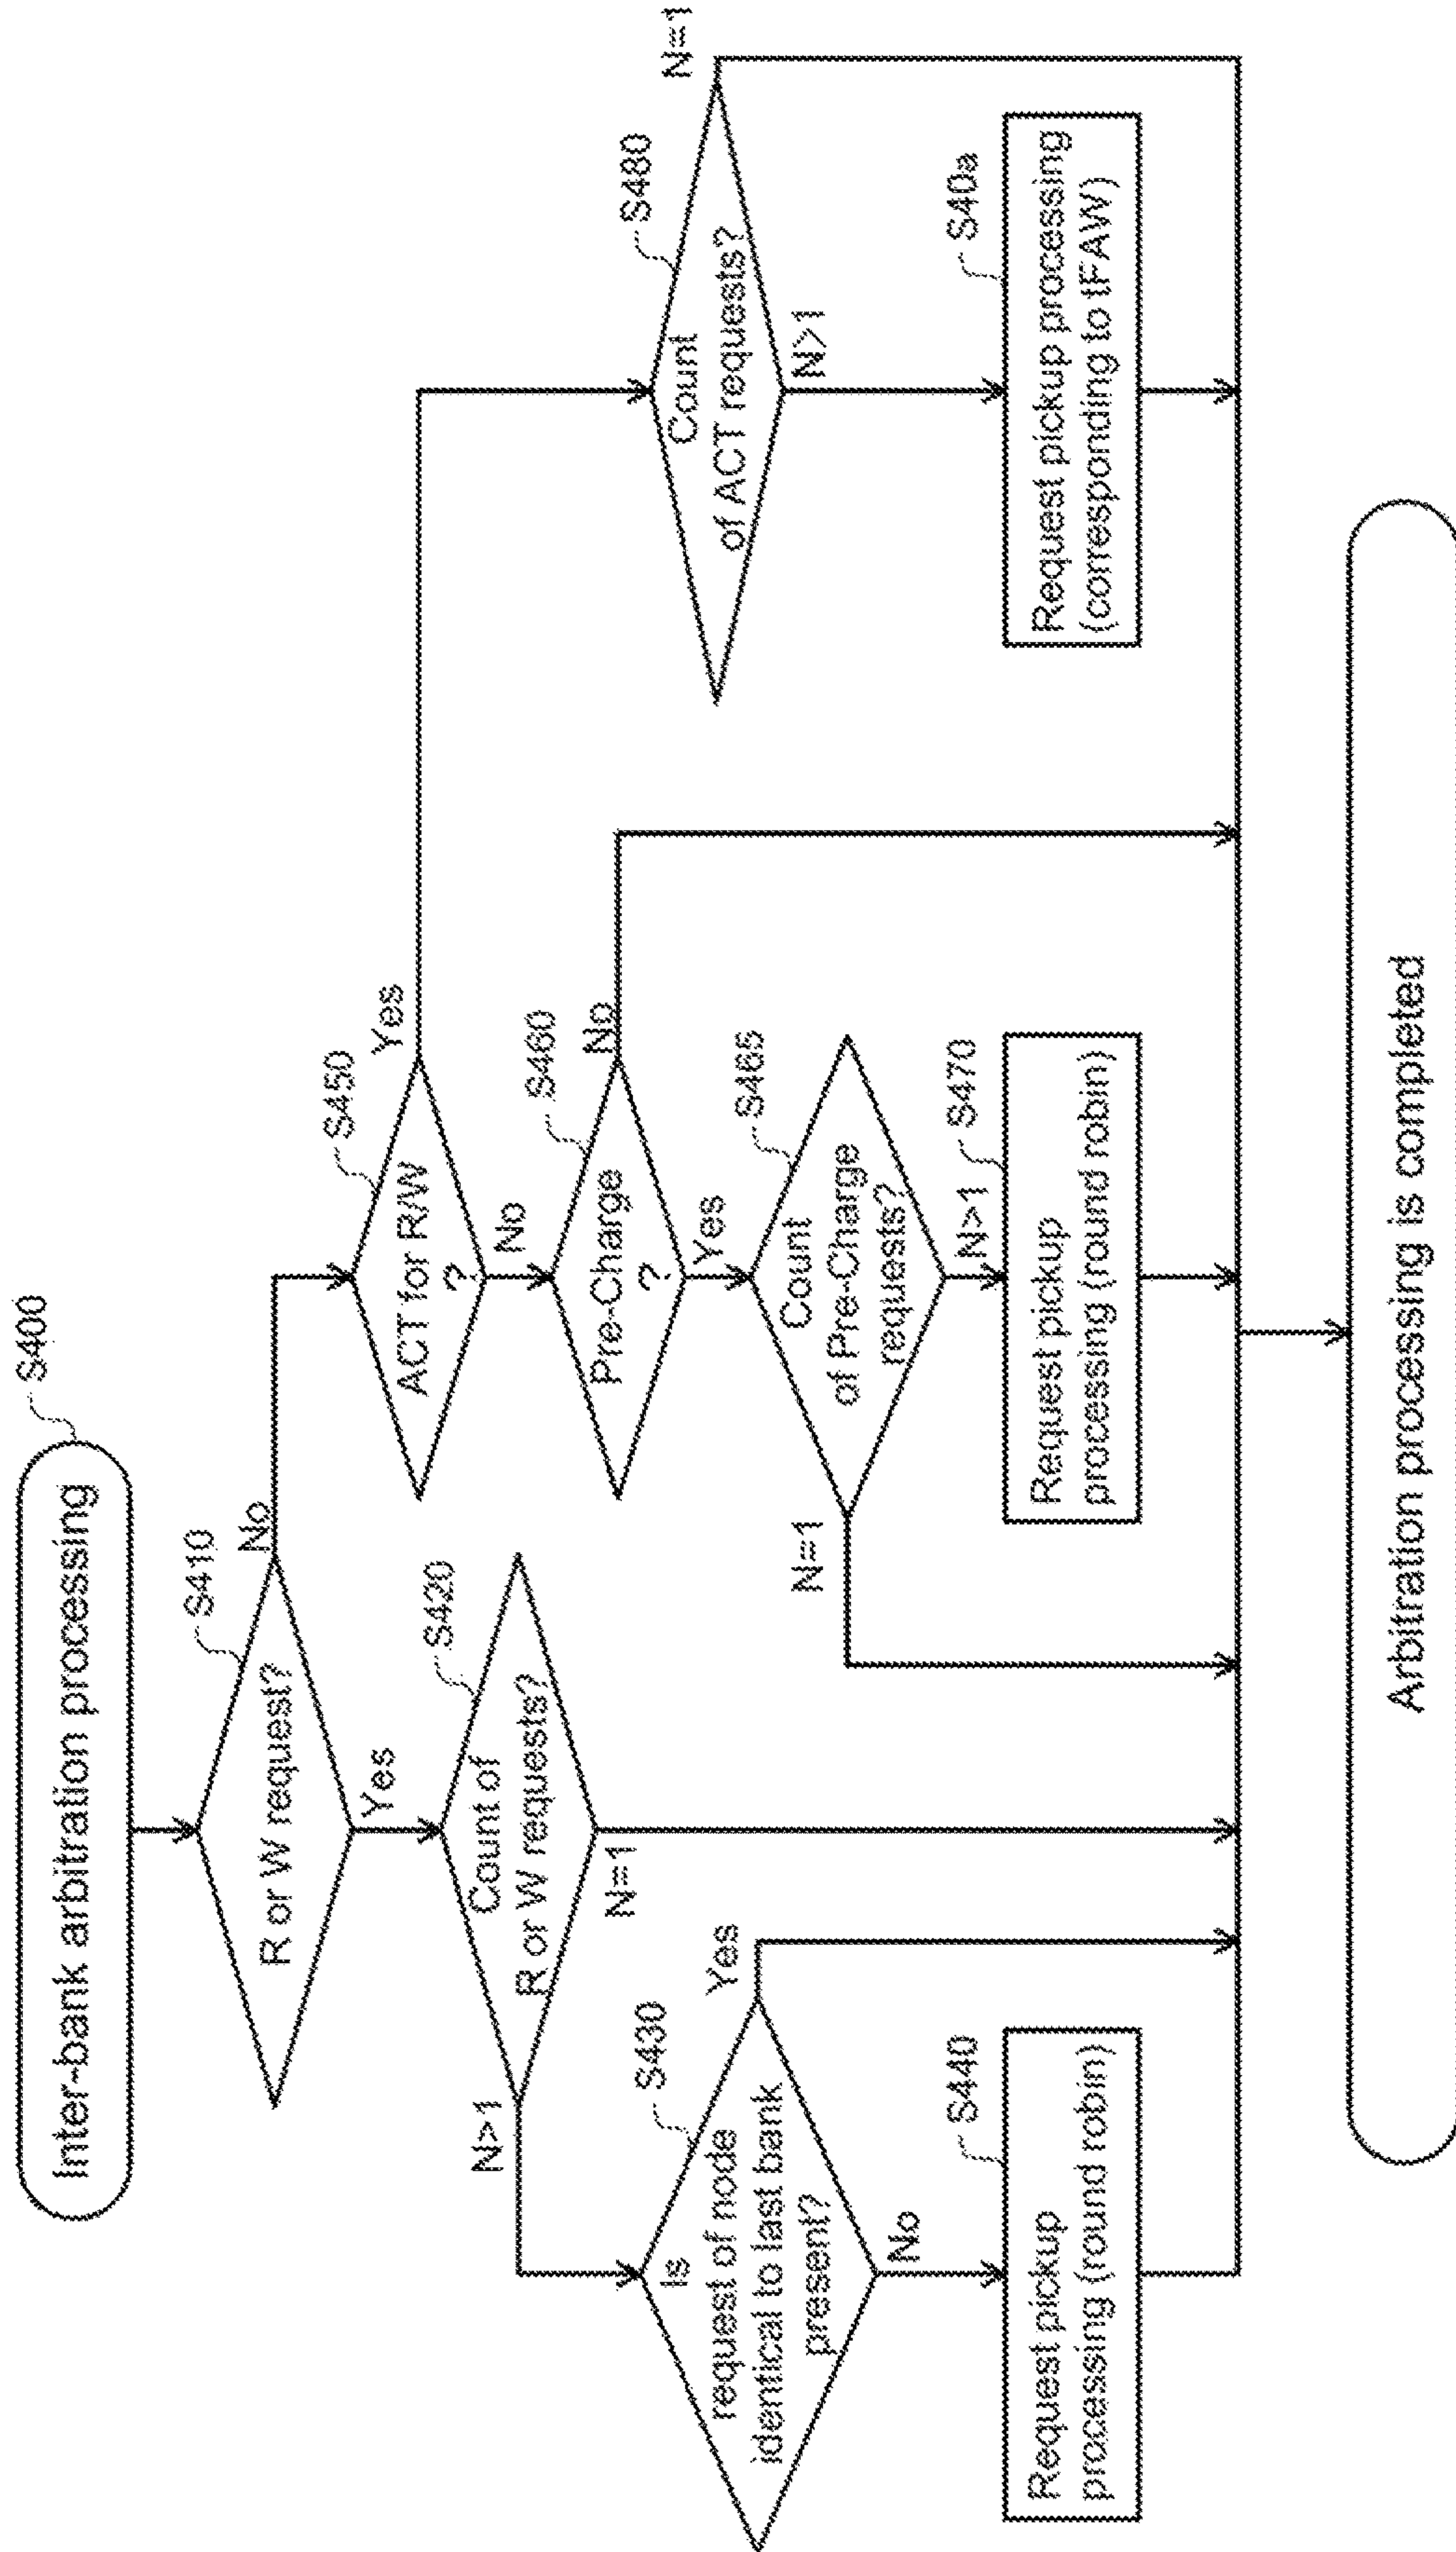 Inter-bank arbitration processing
S400
R or W request?
S410
No
Yes
Count of
R or W requests?
S420
N>1
N=1
Is
request of node
identical to last bank
present?
S430
Yes
No
Request pickup
processing (round robin)
S440
ACT for R/W
?
S450
Yes
No
Pre-Charge
?
S460
No
Yes
Count
of Pre-Charge
requests?
S465
N=1
N>1
Request pickup
processing (round robin)
S470
Count
of ACT requests?
S480
N=1
N>1
Request pickup processing
(corresponding to tFAW)
S40a
Arbitration processing is completed